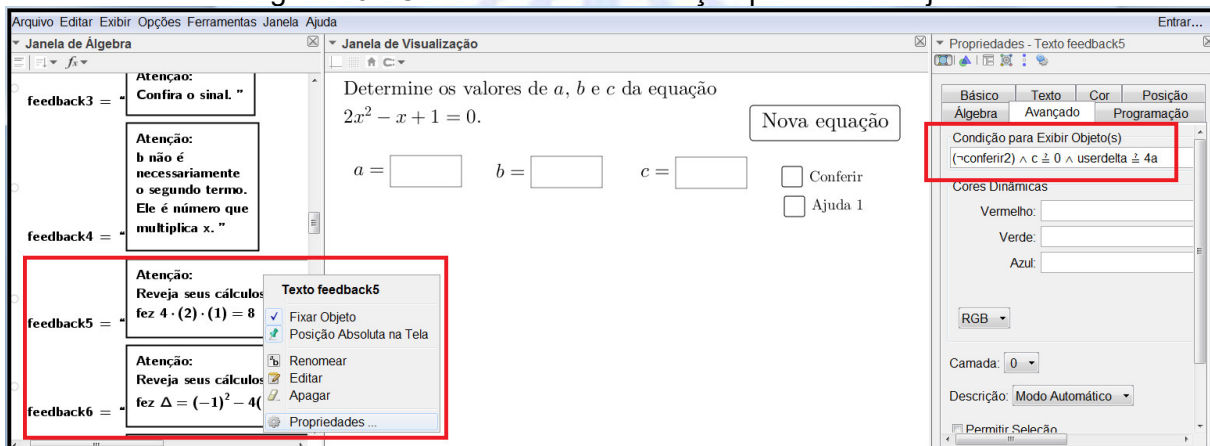 Arquivo Editar Exibir Opções Ferramentas Janela Ajuda
Entrar...
Janela de Álgebra
Janela de Visualização
Propriedades - Texto feedback5
Atenção:
Confira o sinal. ”
feedback3 = “
Atenção:
b não é
necessariamente
o segundo termo.
Ele é número que
multiplica x. ”
feedback4 = “
Atenção:
Reveja seus cálculos
fez 4 · (2) · (1) = 8
feedback5 = “
Atenção:
Reveja seus cálculos
fez Δ = (−1)² − 4(
feedback6 = “
Texto feedback5
Fixar Objeto
Posição Absoluta na Tela
Renomear
Editar
Apagar
Propriedades ...
Determine os valores de a, b e c da equação
2x² − x + 1 = 0.
Nova equação
a =
b =
c =
Conferir
Ajuda 1
Básico Texto Cor Posição
Álgebra Avançado Programação
Condição para Exibir Objeto(s)
(¬conferir2) ∧ c ≟ 0 ∧ userdelta ≟ 4a
Cores Dinâmicas
Vermelho:
Verde:
Azul:
RGB
Camada: 0
Descrição: Modo Automático
Permitir Seleção